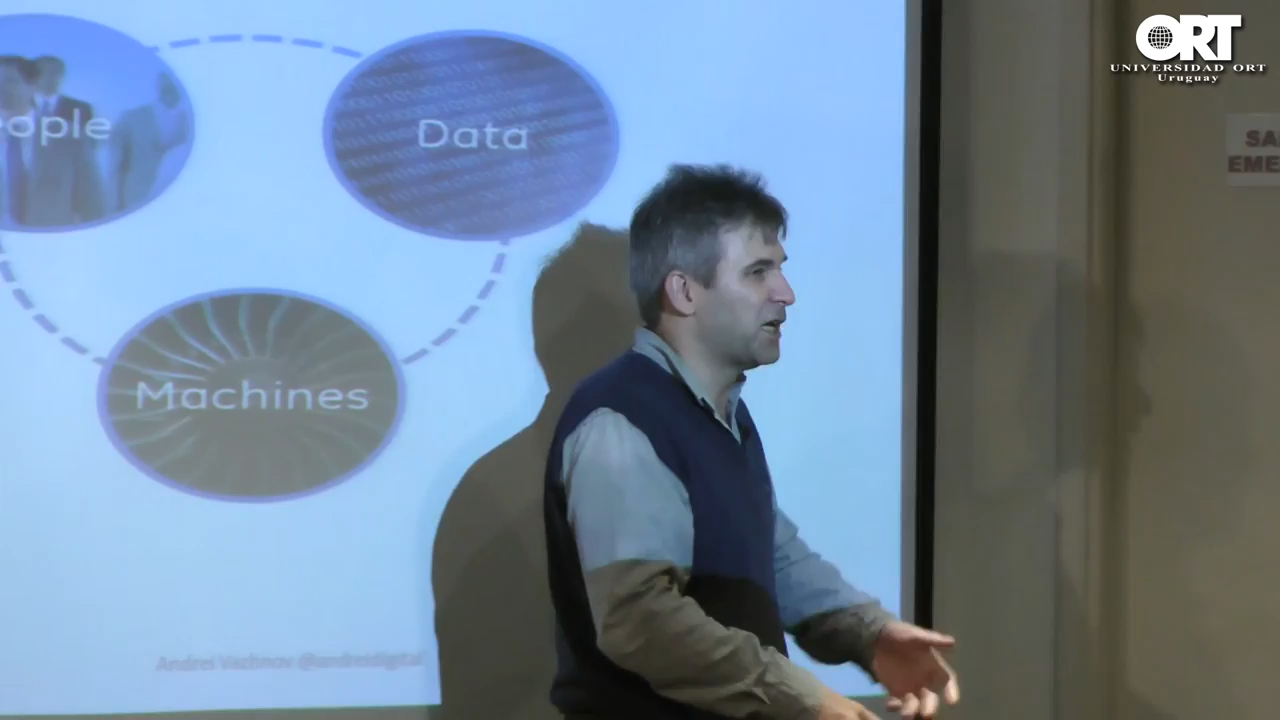 ORT
UNIVERSIDAD ORT
Uruguay
eople
Data
Machines
SA
EME
Andrei Vazhnov @andreidigital